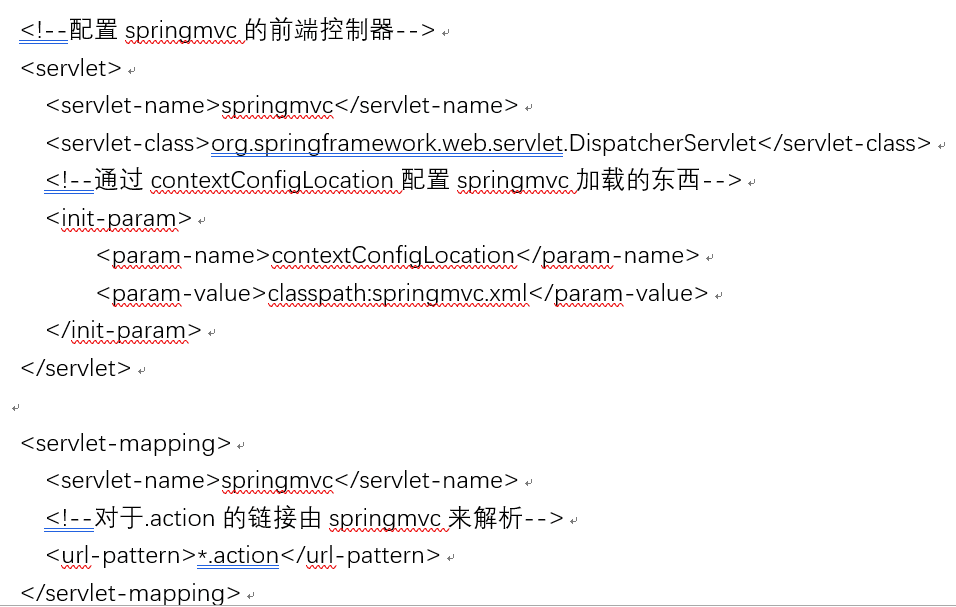 <!--配置 springmvc 的前端控制器-->
<servlet>
<servlet-name>springmvc</servlet-name>
<servlet-class>org.springframework.web.servlet.DispatcherServlet</servlet-class>
<!--通过 contextConfigLocation 配置 springmvc 加载的东西-->
<init-param>
<param-name>contextConfigLocation</param-name>
<param-value>classpath:springmvc.xml</param-value>
</init-param>
</servlet>
<servlet-mapping>
<servlet-name>springmvc</servlet-name>
<!--对于.action 的链接由 springmvc 来解析-->
<url-pattern>*.action</url-pattern>
</servlet-mapping>